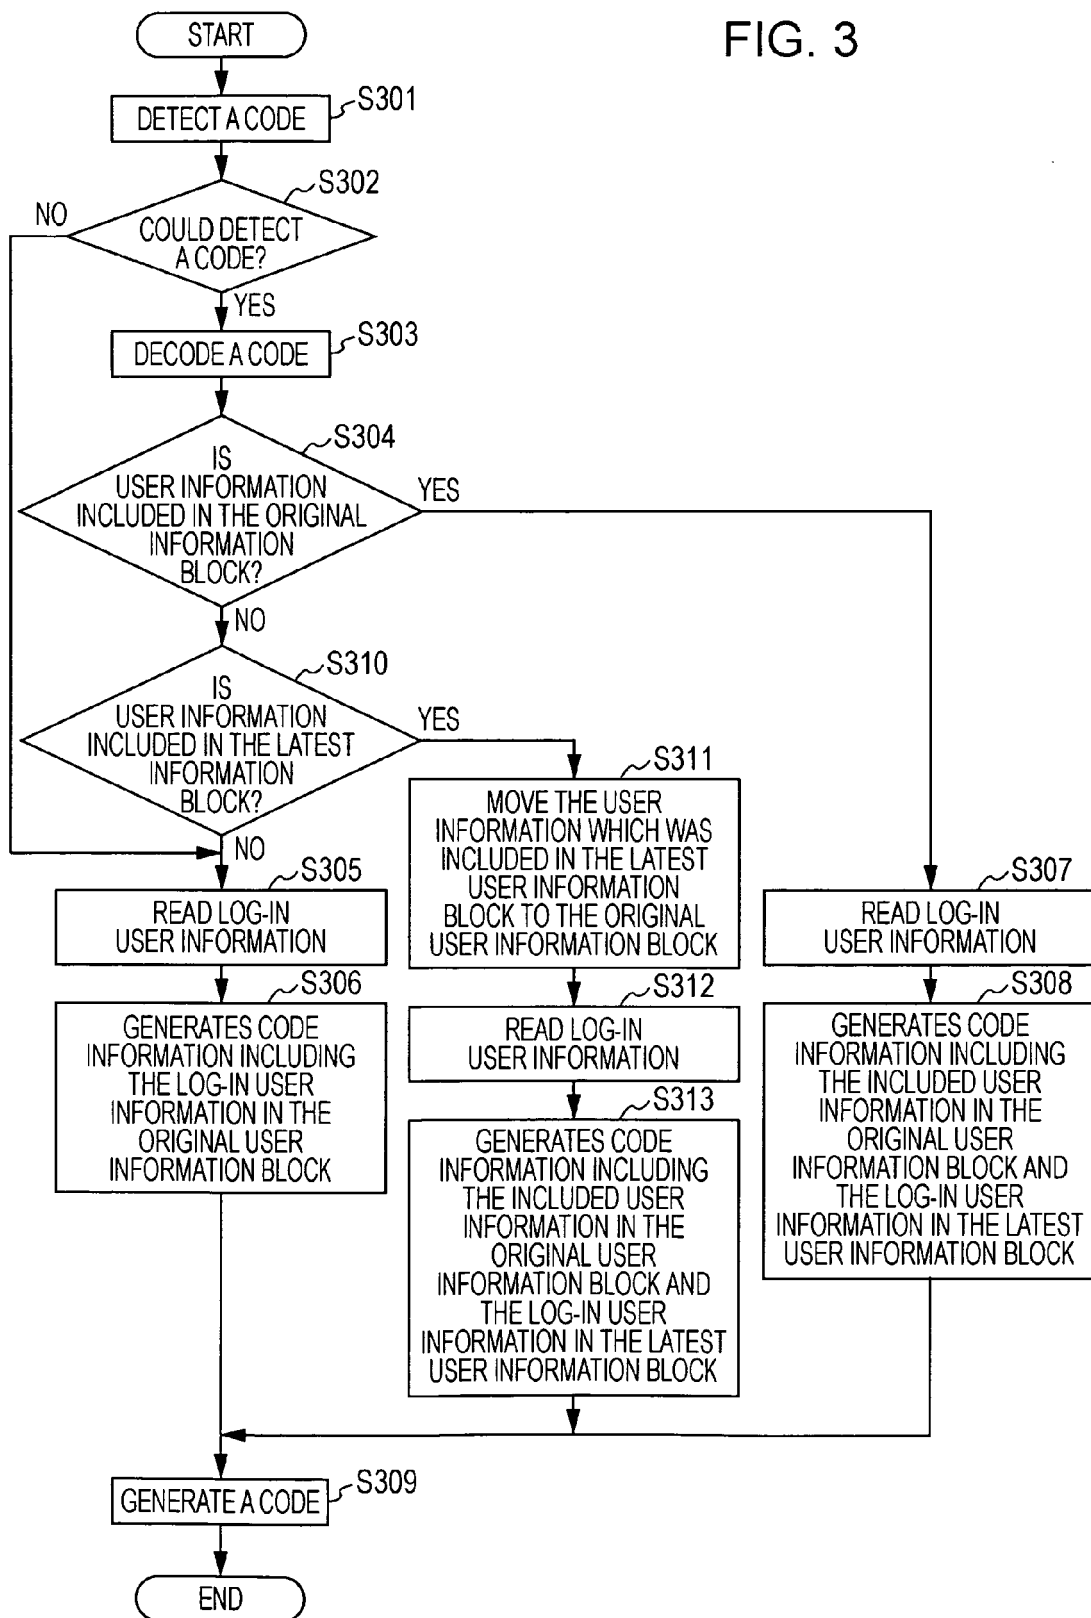 FIG. 3
START
S301
DETECT A CODE
S302
NO
COULD DETECT
A CODE?
YES
S303
DECODE A CODE
S304
IS
USER INFORMATION
INCLUDED IN THE ORIGINAL
INFORMATION
BLOCK?
YES
NO
S310
IS
USER INFORMATION
INCLUDED IN THE LATEST
INFORMATION
BLOCK?
YES
NO
S305
READ LOG-IN
USER INFORMATION
S306
GENERATES CODE
INFORMATION INCLUDING
THE LOG-IN USER
INFORMATION IN THE
ORIGINAL USER
INFORMATION BLOCK
S311
MOVE THE USER
INFORMATION WHICH WAS
INCLUDED IN THE LATEST
USER INFORMATION
BLOCK TO THE ORIGINAL
USER INFORMATION BLOCK
S312
READ LOG-IN
USER INFORMATION
S313
GENERATES CODE
INFORMATION INCLUDING
THE INCLUDED USER
INFORMATION IN THE
ORIGINAL USER
INFORMATION BLOCK AND
THE LOG-IN USER
INFORMATION IN THE LATEST
USER INFORMATION BLOCK
S307
READ LOG-IN
USER INFORMATION
S308
GENERATES CODE
INFORMATION INCLUDING
THE INCLUDED USER
INFORMATION IN THE
ORIGINAL USER
INFORMATION BLOCK AND
THE LOG-IN USER
INFORMATION IN THE LATEST
USER INFORMATION BLOCK
S309
GENERATE A CODE
END